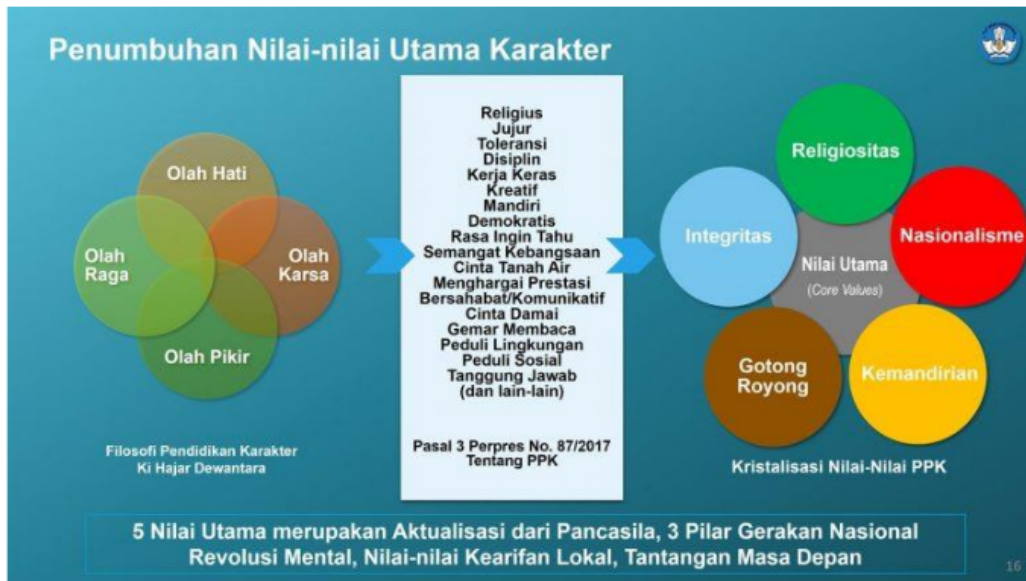 Penumbuhan Nilai-nilai Utama Karakter
Olah Hati
Olah
Raga
Olah
Karsa
Olah Pikir
Filosofi Pendidikan Karakter
Ki Hajar Dewantara
Religius
Jujur
Toleransi
Disiplin
Kerja Keras
Kreatif
Mandiri
Demokratis
Rasa Ingin Tahu
Semangat Kebangsaan
Cinta Tanah Air
Menghargai Prestasi
Bersahabat/Komunikatif
Cinta Damai
Gemar Membaca
Peduli Lingkungan
Peduli Sosial
Tanggung Jawab
(dan lain-lain)
Pasal 3 Perpres No. 87/2017
Tentang PPK
Religiositas
Integritas
Nasionalisme
Nilai Utama
(Core Values)
Gotong
Royong
Kemandirian
Kristalisasi Nilai-Nilai PPK
5 Nilai Utama merupakan Aktualisasi dari Pancasila, 3 Pilar Gerakan Nasional
Revolusi Mental, Nilai-nilai Kearifan Lokal, Tantangan Masa Depan
16